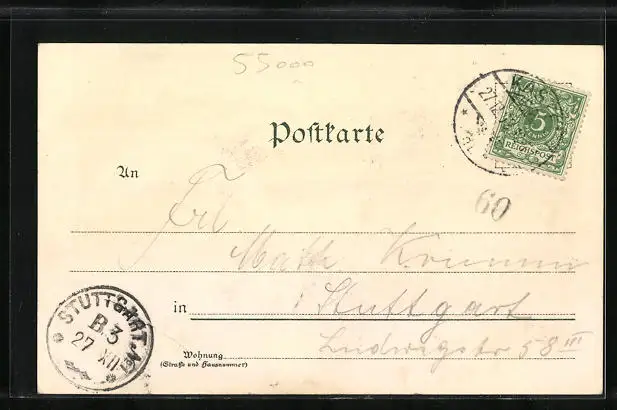 55000
Postkarte
5
REICHSPOST
An
60
Frl
Math Krumm
in Stuttgart
Ludwigstr 58 III
Wohnung
(Straße und Hausnummer)
STUTTGART
B.3
27 XII